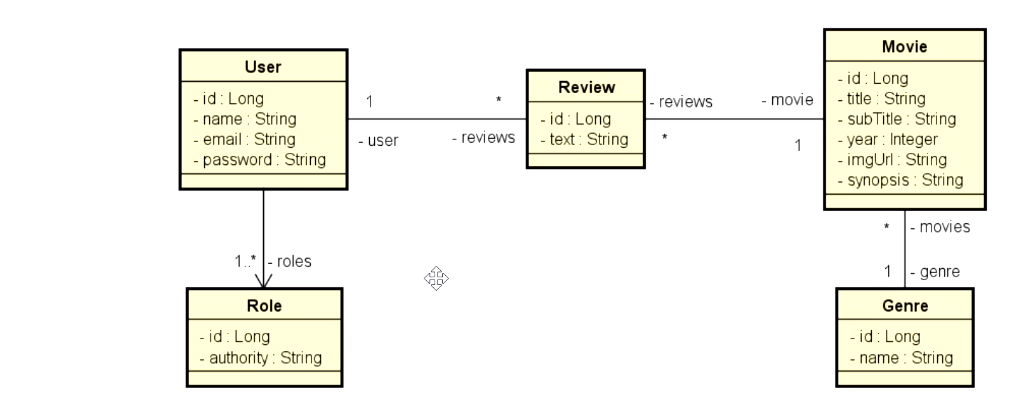 User
- id : Long
- name : String
- email : String
- password : String
1
- user
*
- reviews
Review
- id : Long
- text : String
- reviews
*
- movie
1
Movie
- id : Long
- title : String
- subTitle : String
- year : Integer
- imgUrl : String
- synopsis : String
* - movies
1 - genre
1..* - roles
Role
- id : Long
- authority : String
Genre
- id : Long
- name : String